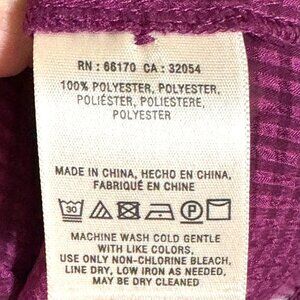 RN : 66170 CA : 32054
100% POLYESTER, POLYESTER,
POLIÉSTER, POLIESTERE,
POLYESTER
MADE IN CHINA, HECHO EN CHINA,
FABRIQUÉ EN CHINE
30 P
MACHINE WASH COLD GENTLE
WITH LIKE COLORS,
USE ONLY NON-CHLORINE BLEACH,
LINE DRY, LOW IRON AS NEEDED,
MAY BE DRY CLEANED